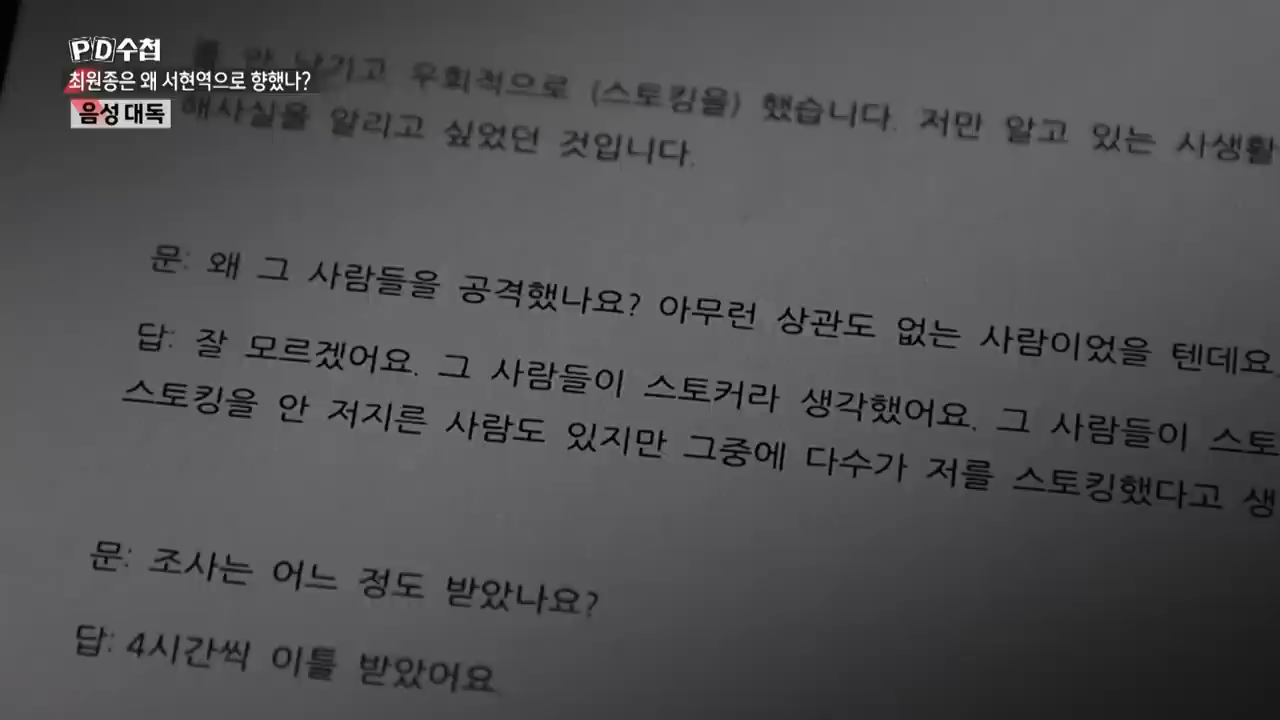 PD수첩
최원종은 왜 서현역으로 향했나?
음성 대독
안 남기고 우회적으로 (스토킹을) 했습니다. 저만 알고 있는 사생활
해사실을 알리고 싶었던 것입니다.
문: 왜 그 사람들을 공격했나요? 아무런 상관도 없는 사람이었을 텐데요.
답: 잘 모르겠어요. 그 사람들이 스토커라 생각했어요. 그 사람들이 스토
스토킹을 안 저지른 사람도 있지만 그중에 다수가 저를 스토킹했다고 생
문: 조사는 어느 정도 받았나요?
답: 4시간씩 이틀 받았어요